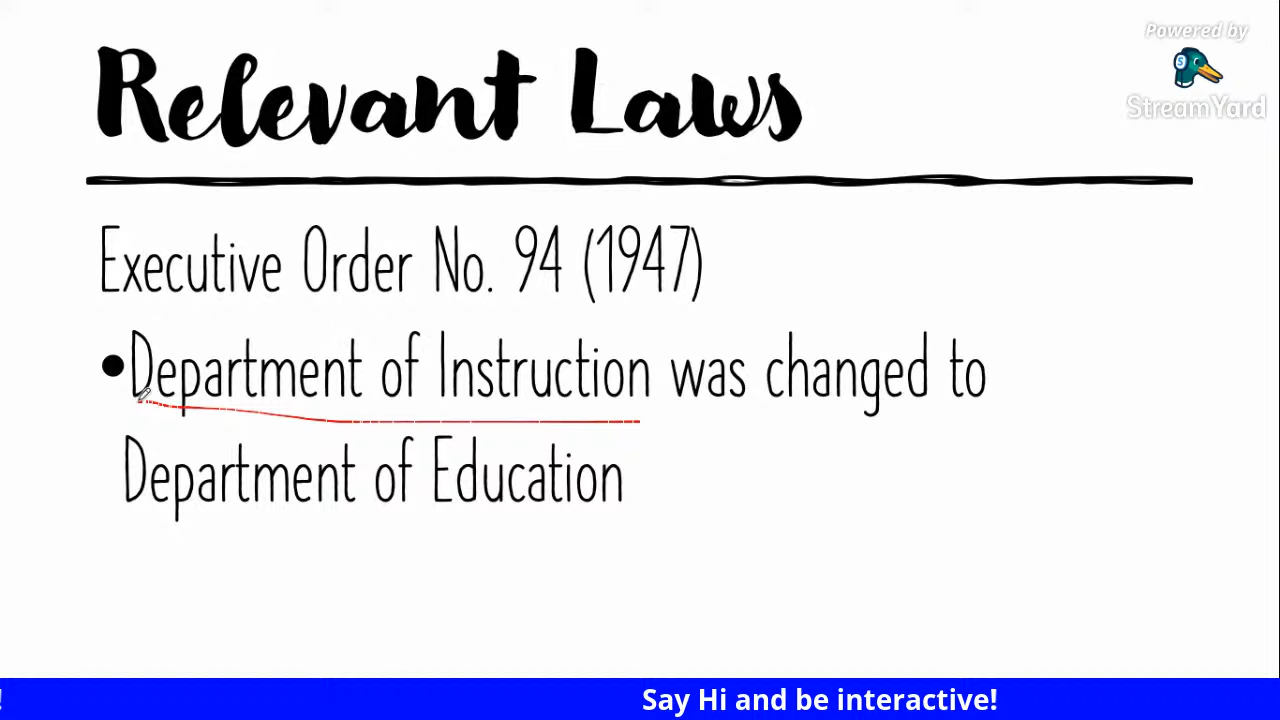 Powered by
StreamYard
Relevant Laws
Executive Order No. 94 (1947)
•Department of Instruction was changed to
Department of Education
! Say Hi and be interactive!